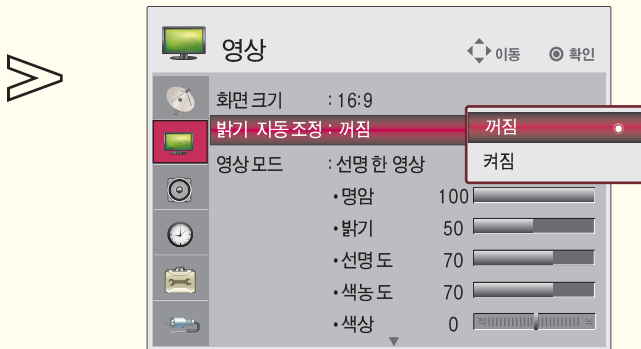 영상 이동 확인
화면 크기 : 16:9
밝기 자동 조정 : 꺼짐
꺼짐
켜짐
영상 모드 : 선명한 영상
•명암 100
•밝기 50
•선명도 70
•색농도 70
•색상 0 적 녹